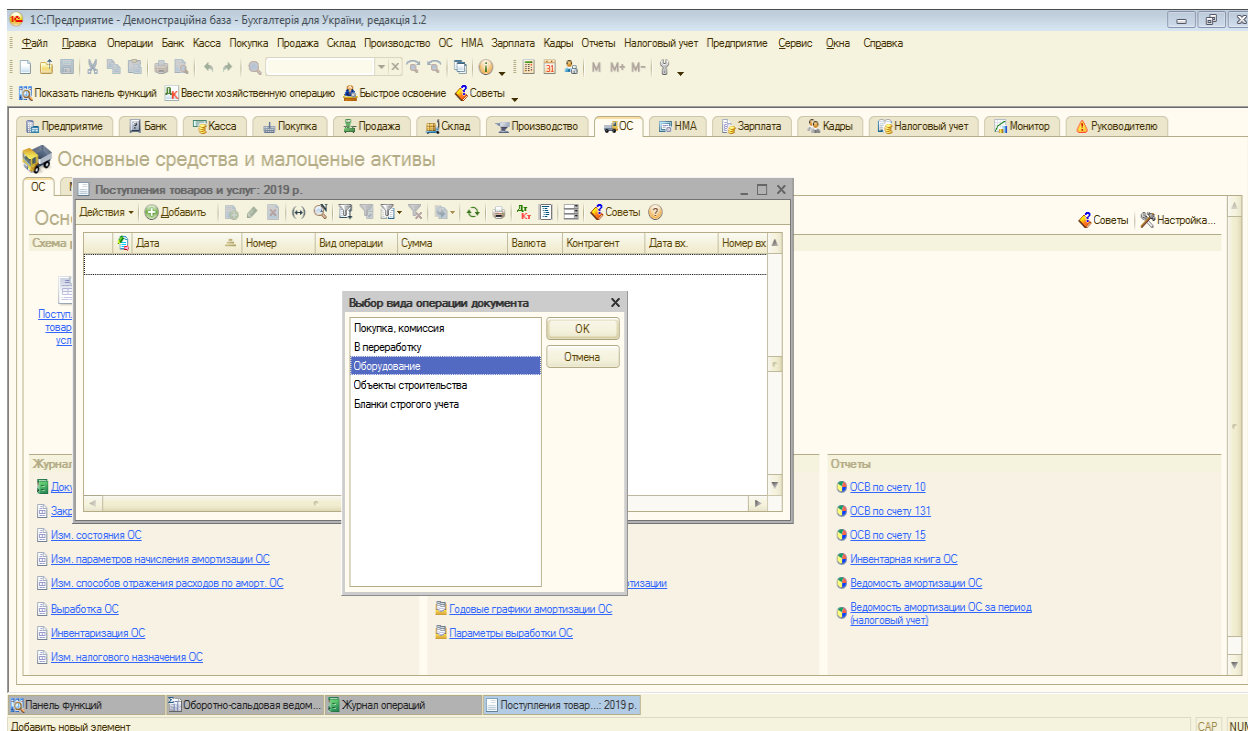 1С:Предприятие - Демонстраційна база - Бухгалтерія для України, редакція 1.2
Файл Правка Операции Банк Касса Покупка Продажа Склад Производство ОС НМА Зарплата Кадры Отчеты Налоговый учет Предприятие Сервис Окна Справка
M M+ M-
Показать панель функций Ввести хозяйственную операцию Быстрое освоение Советы
Предприятие Банк Касса Покупка Продажа Склад Производство ОС НМА Зарплата Кадры Налоговый учет Монитор Руководителю
Основные средства и малоценые активы
ОС
Поступления товаров и услуг: 2019 р.
Действия Добавить Советы
Советы Настройка...
Схема
Дата Номер Вид операции Сумма Валюта Контрагент Дата вх. Номер вх
Выбор вида операции документа
Покупка, комиссия
В переработку
Оборудование
Объекты строительства
Бланки строгого учета
OK
Отмена
Отчеты
ОСВ по счету 10
ОСВ по счету 131
ОСВ по счету 15
Инвентарная книга ОС
Ведомость амортизации ОС
Ведомость амортизации ОС за период
(налоговый учет)
Изм. состояния ОС
Изм. параметров начисления амортизации ОС
Изм. способов отражения расходов по аморт. ОС
Выработка ОС
Инвентаризация ОС
Изм. налогового назначения ОС
Годовые графики амортизации ОС
Параметры выработки ОС
Панель функций Оборотно-сальдовая ведом... Журнал операций Поступления товар...: 2019 р.
Добавить новый элемент
CAP NUM